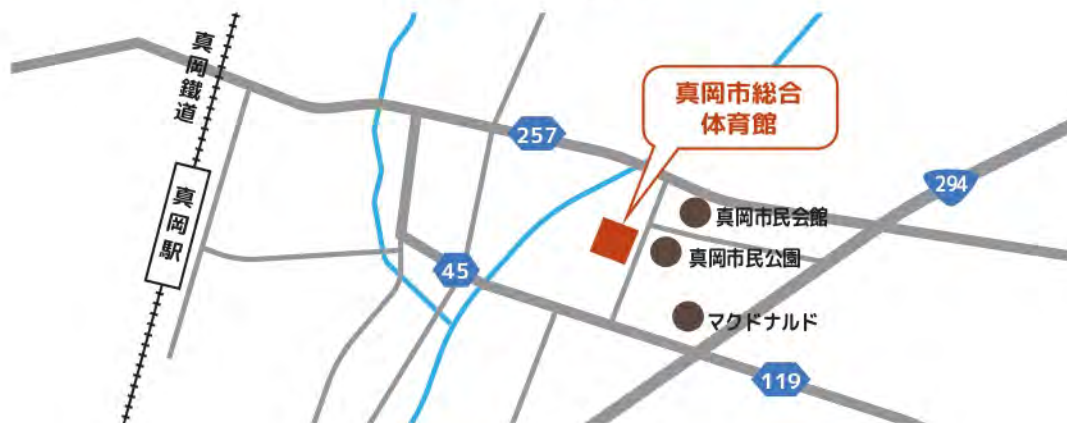 真岡鐵道
真岡駅
257
真岡市総合
体育館
294
真岡市民会館
真岡市民公園
45
マクドナルド
119